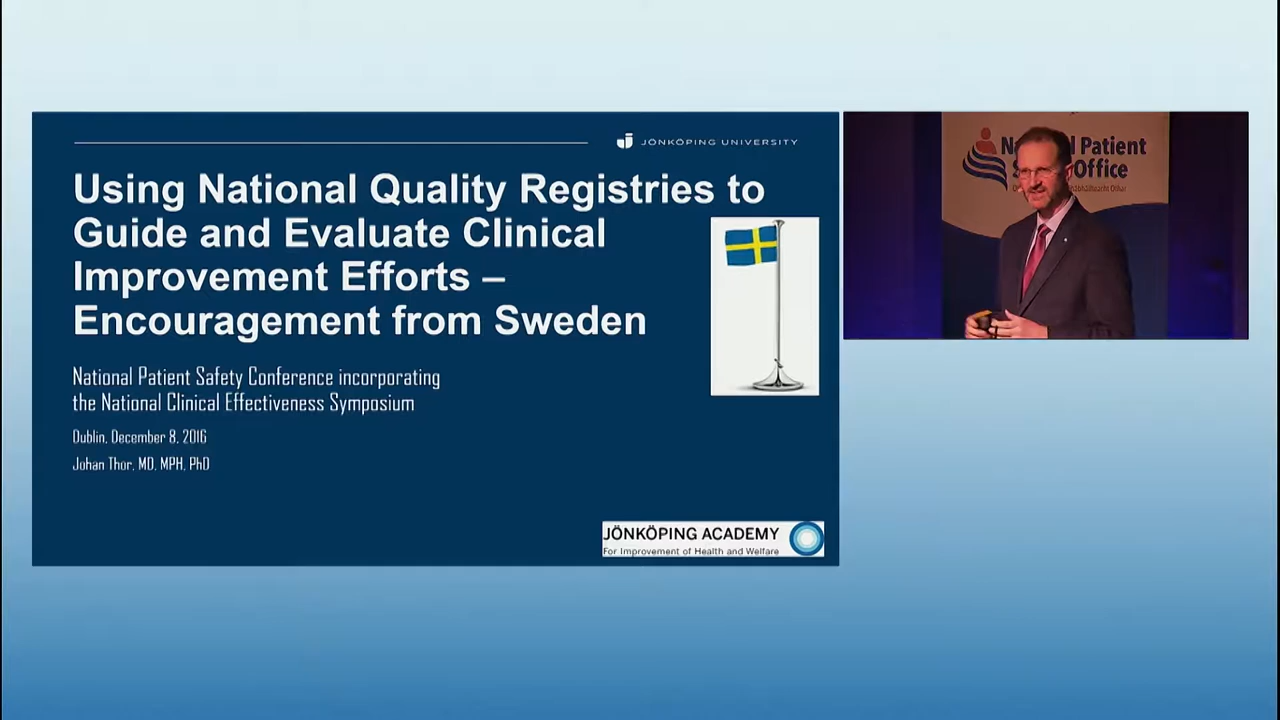 JÖNKÖPING UNIVERSITY
Using National Quality Registries to
Guide and Evaluate Clinical
Improvement Efforts –
Encouragement from Sweden
National Patient Safety Conference incorporating
the National Clinical Effectiveness Symposium
Dublin, December 8, 2016
Johan Thor, MD, MPH, PhD
JÖNKÖPING ACADEMY
For Improvement of Health and Welfare
Patient
Office